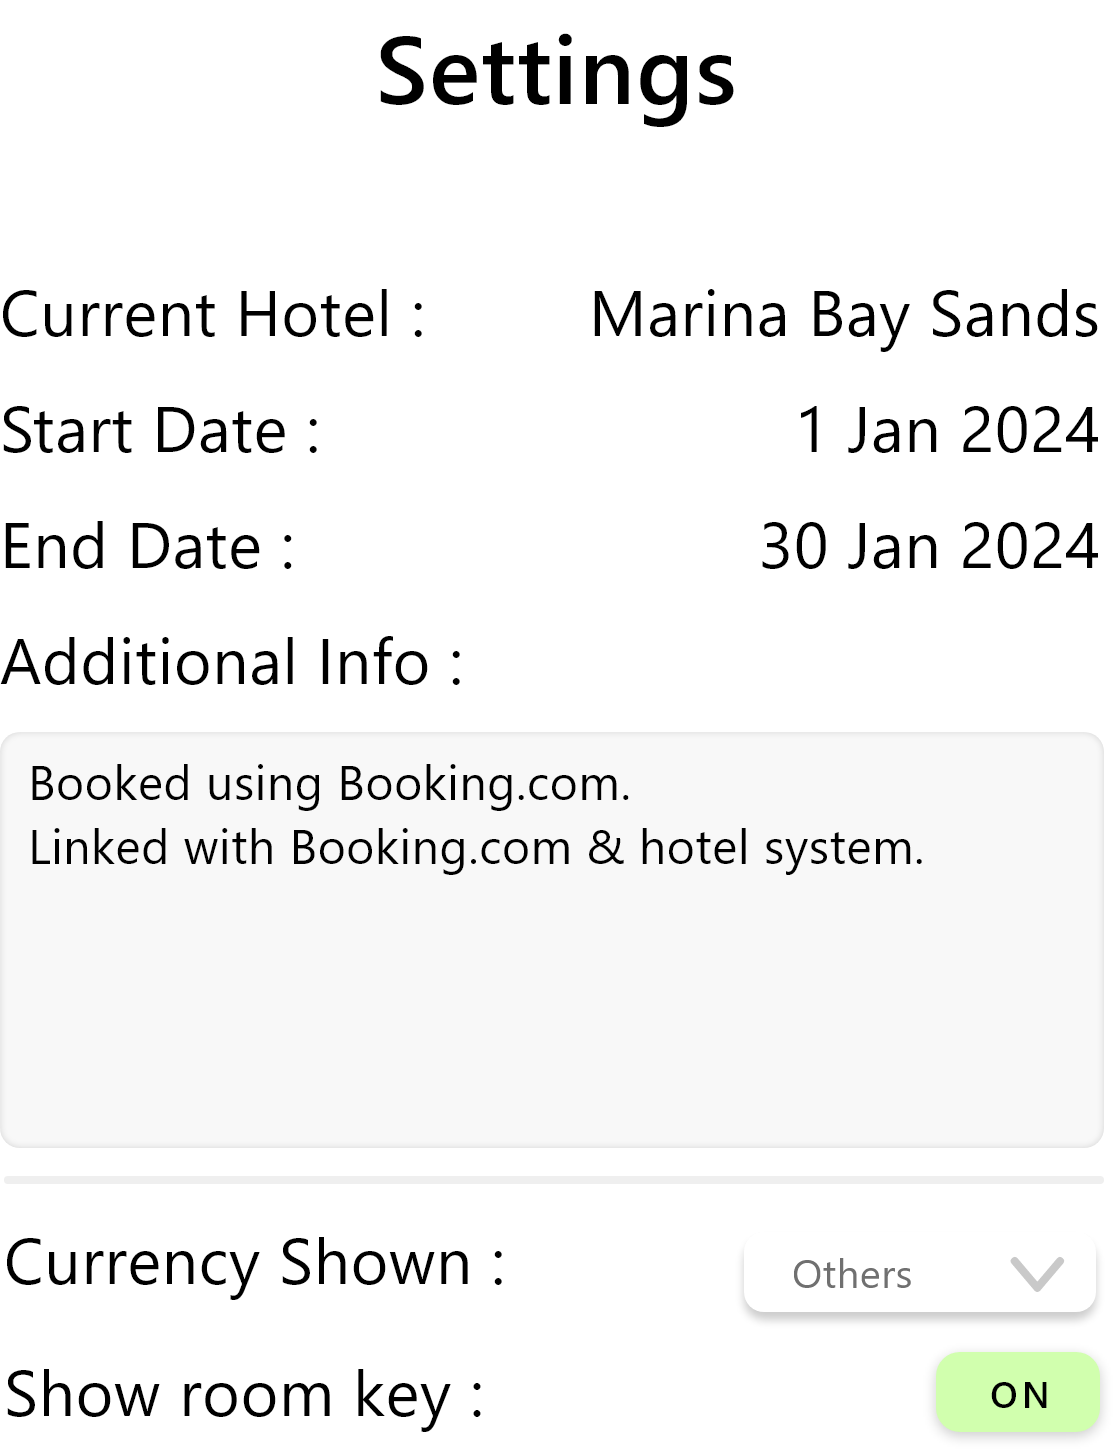 Settings
Current Hotel : Marina Bay Sands
Start Date : 1 Jan 2024
End Date : 30 Jan 2024
Additional Info :
Booked using Booking.com.
Linked with Booking.com & hotel system.
Currency Shown : Others
Show room key : ON